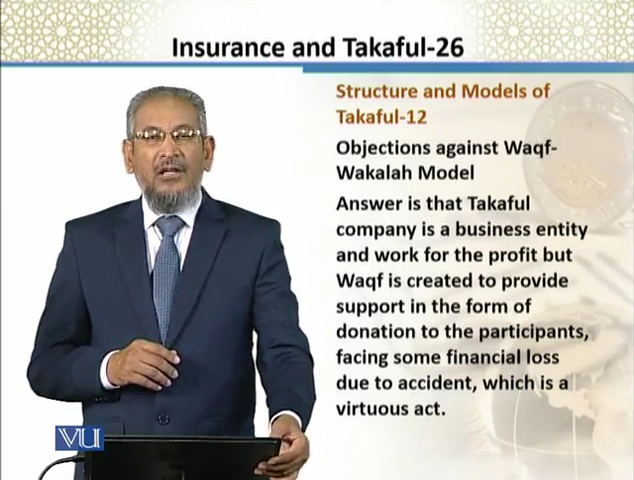 Insurance and Takaful-26
Structure and Models of
Takaful-12
Objections against Waqf-
Wakalah Model
Answer is that Takaful
company is a business entity
and work for the profit but
Waqf is created to provide
support in the form of
donation to the participants,
facing some financial loss
due to accident, which is a
virtuous act.
VU